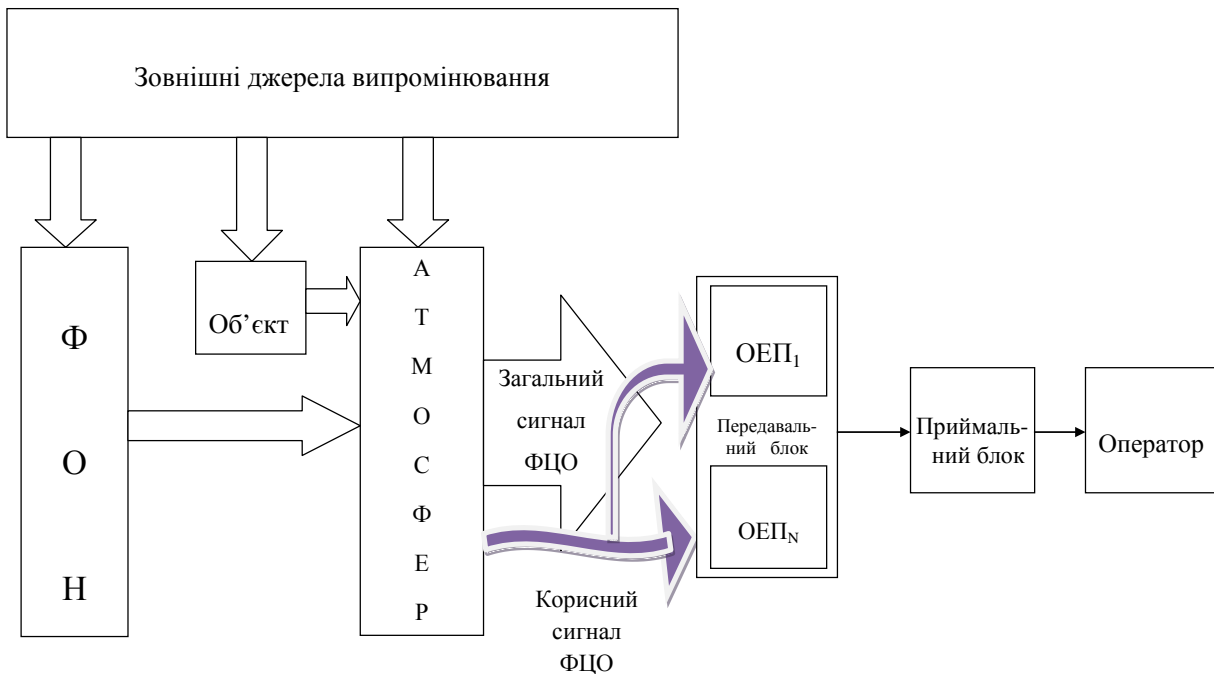 Зовнішні джерела випромінювання
Ф
О
Н
Об’єкт
А
Т
М
О
С
Ф
Е
Р
Загальний
сигнал
ФЦО
Корисний
сигнал
ФЦО
ОЕП1
Передаваль-
ний блок
ОЕПN
Приймаль-
ний блок
Оператор